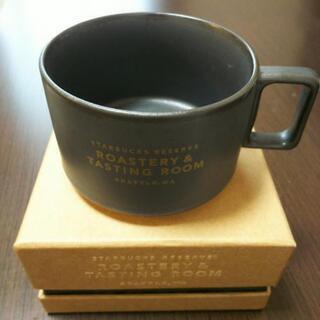 STARBUCKS RESERVE
ROASTERY &
TASTING ROOM
SEATTLE, WA
STARBUCKS RESERVE
ROASTERY &
TASTING ROOM
SEATTLE, WA